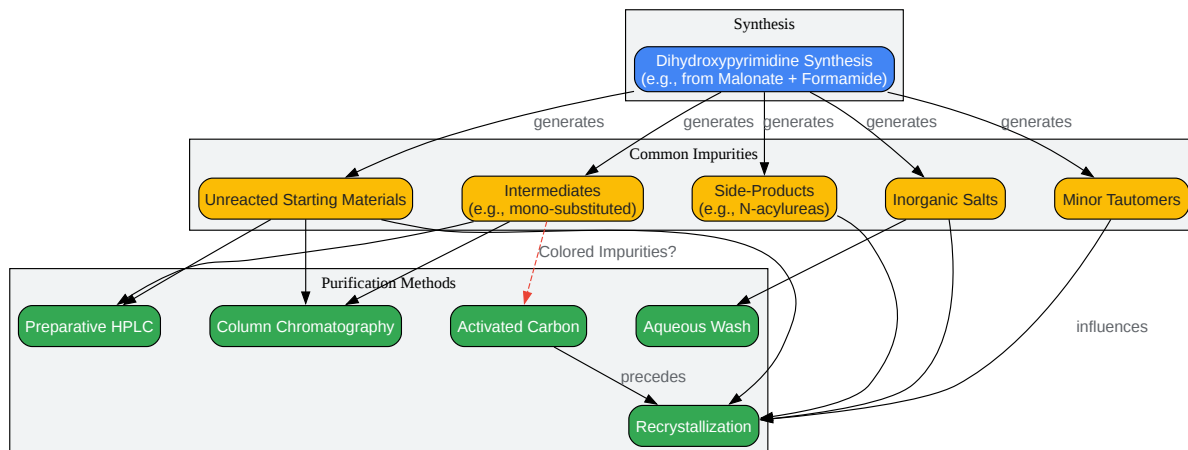 Synthesis
Dihydroxypyrimidine Synthesis
(e.g., from Malonate + Formamide)
generates
generates
generates
generates
generates
Common Impurities
Unreacted Starting Materials
Intermediates
(e.g., mono-substituted)
Side-Products
(e.g., N-acylureas)
Inorganic Salts
Minor Tautomers
Colored Impurities?
Purification Methods
Preparative HPLC
Column Chromatography
Activated Carbon
Aqueous Wash
influences
precedes
Recrystallization